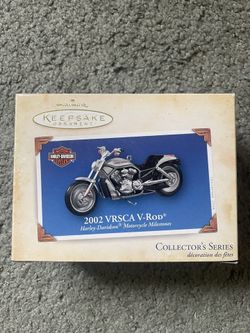 Hallmark
KEEPSAKE
ORNAMENT
HARLEY-DAVIDSON
2002 VRSCA V-ROD®
Harley-Davidson® Motorcycle Milestones
COLLECTOR'S SERIES
décoration des fêtes